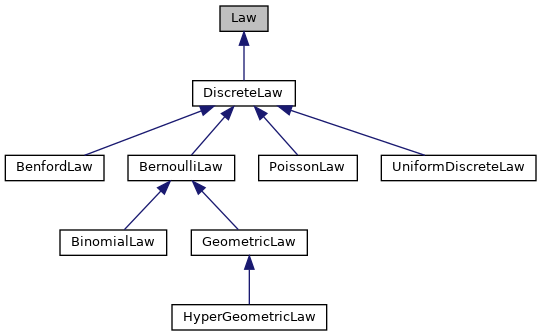 Law
DiscreteLaw
BenfordLaw
BernoulliLaw
PoissonLaw
UniformDiscreteLaw
BinomialLaw
GeometricLaw
HyperGeometricLaw